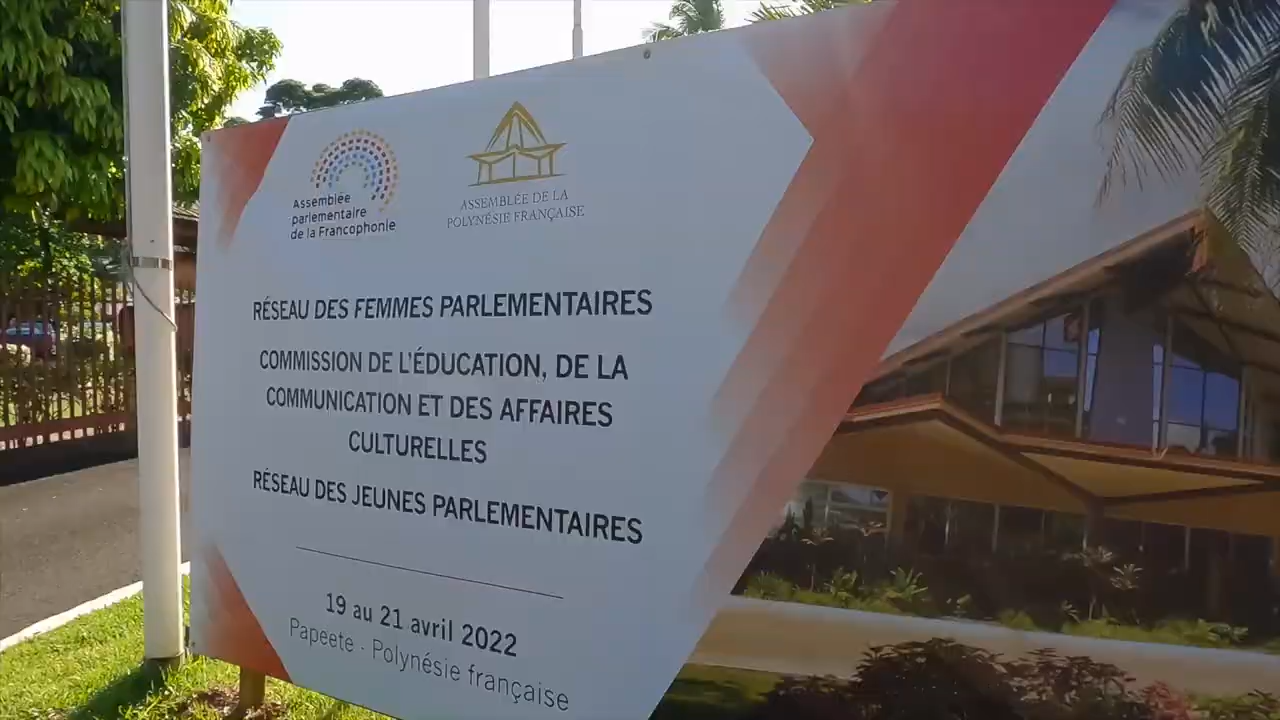 Assemblée
parlementaire
de la Francophonie
ASSEMBLÉE DE LA
POLYNÉSIE FRANÇAISE
RÉSEAU DES FEMMES PARLEMENTAIRES
COMMISSION DE L'ÉDUCATION, DE LA
COMMUNICATION ET DES AFFAIRES
CULTURELLES
RÉSEAU DES JEUNES PARLEMENTAIRES
19 au 21 avril 2022
Papeete - Polynésie française